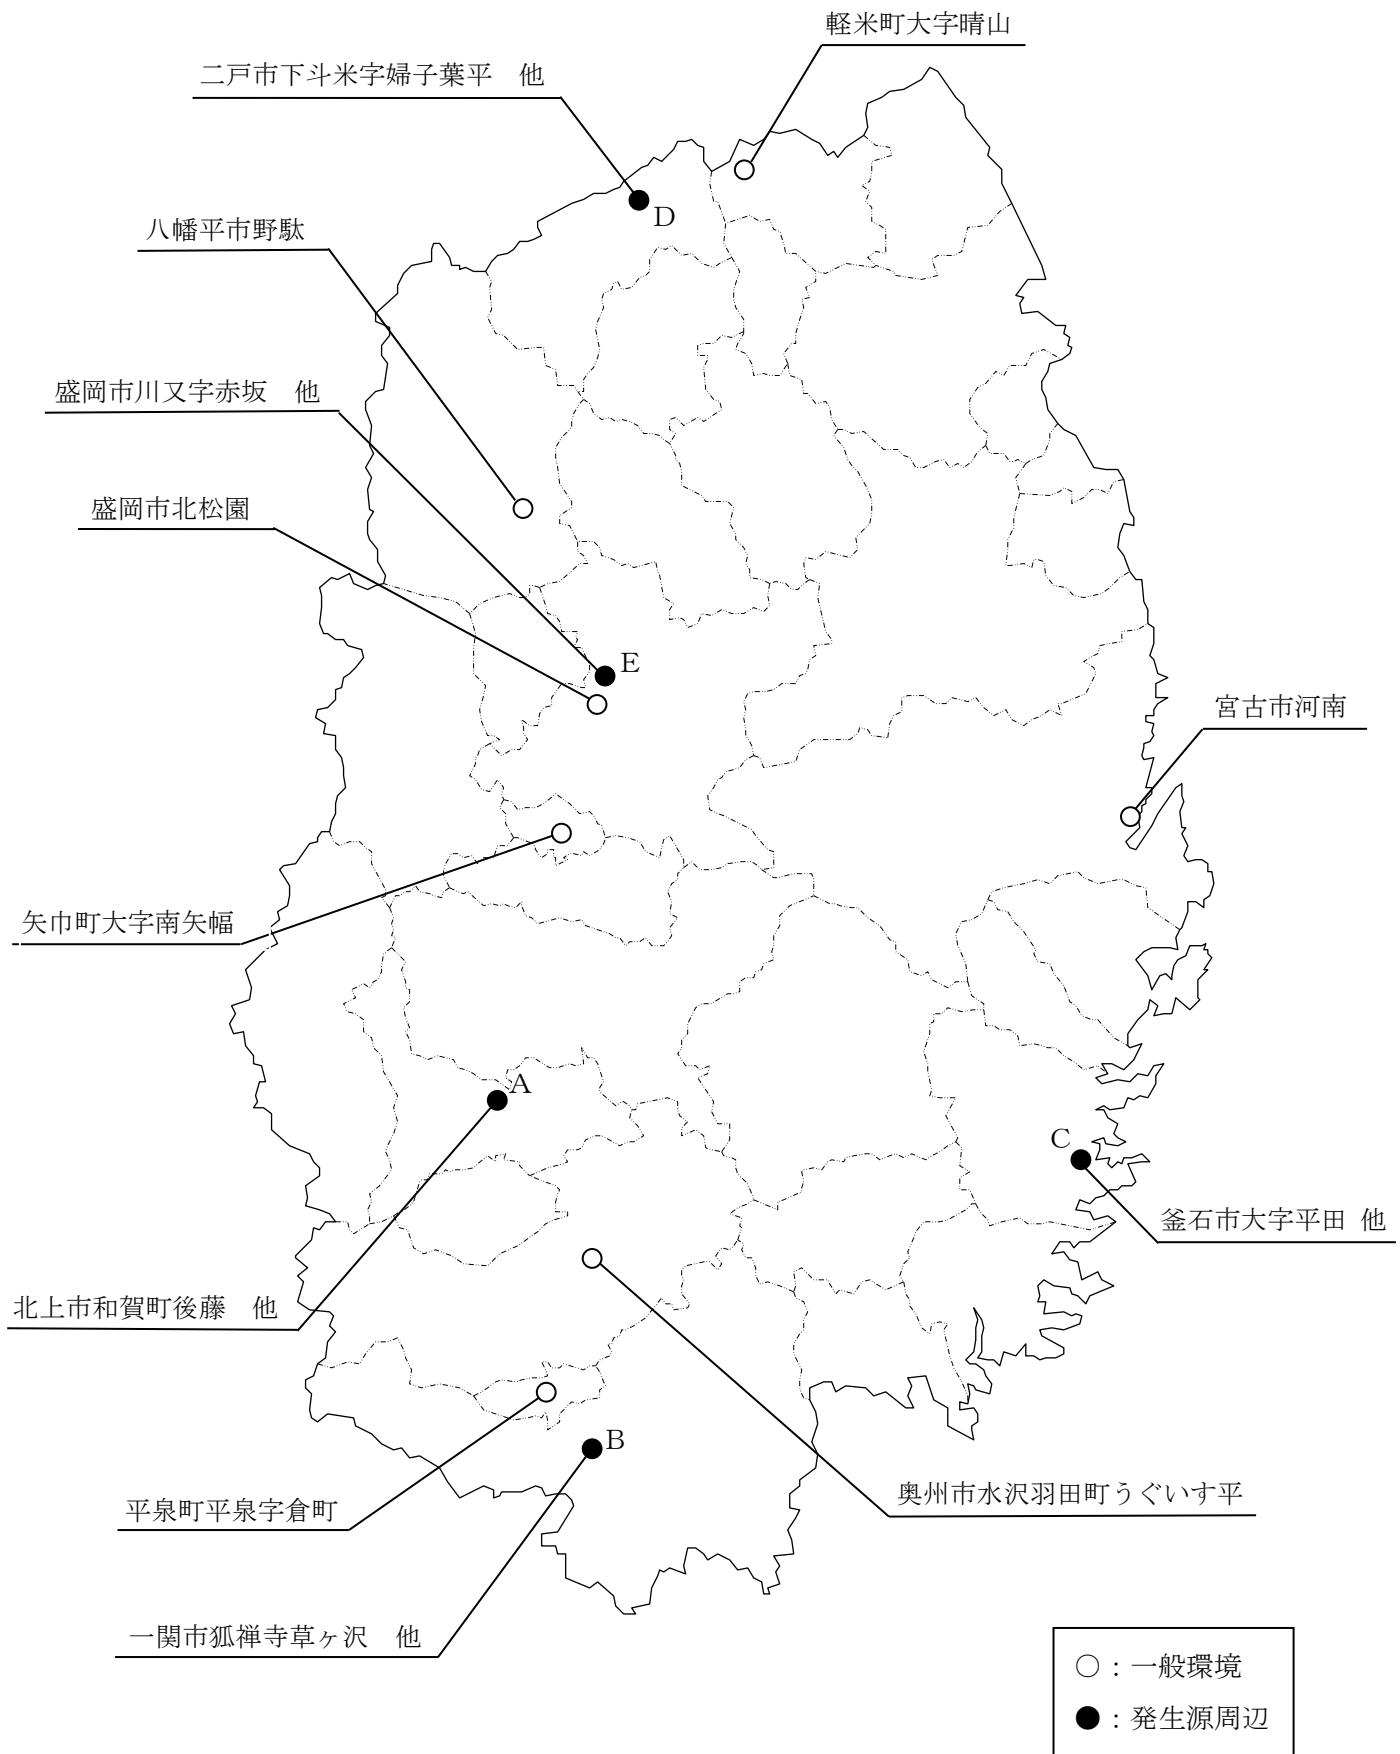 軽米町大字晴山
二戸市下斗米字婦子葉平　他
D
八幡平市野駄
盛岡市川又字赤坂　他
盛岡市北松園
E
宮古市河南
矢巾町大字南矢幅
A
C
釜石市大字平田 他
北上市和賀町後藤　他
B
奥州市水沢羽田町うぐいす平
平泉町平泉字倉町
一関市狐禅寺草ヶ沢　他
○：一般環境
●：発生源周辺